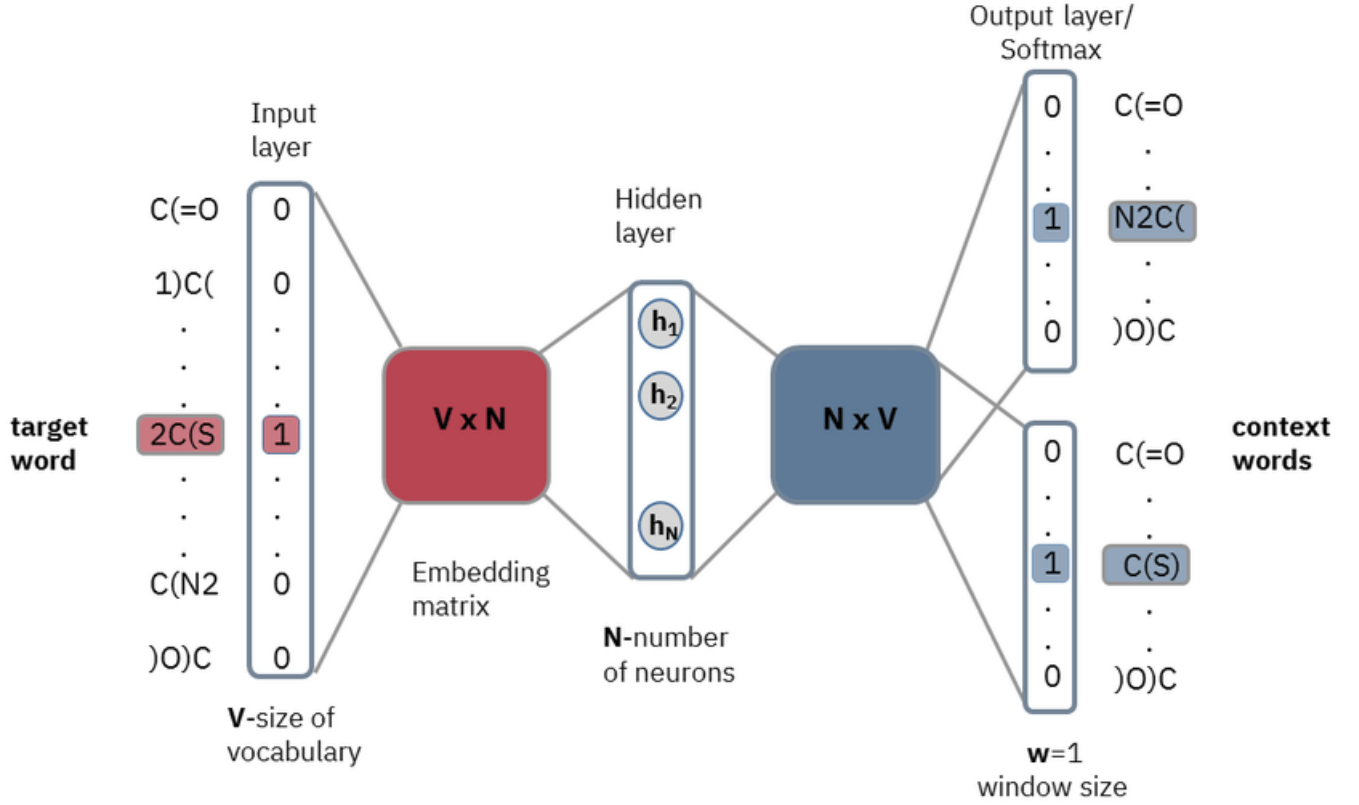 Output layer/
Softmax
Input
layer
C(=O 0
1)C( 0
.
.
.
target
word
2C(S 1
.
.
.
C(N2 0
)O)C 0
V-size of
vocabulary
V x N
Embedding
matrix
Hidden
layer
h1
h2
hN
N-number
of neurons
N x V
0 C(=O
.
.
1 N2C(
.
.
0 )O)C
0 C(=O
.
.
1 C(S)
.
.
0 )O)C
context
words
w=1
window size